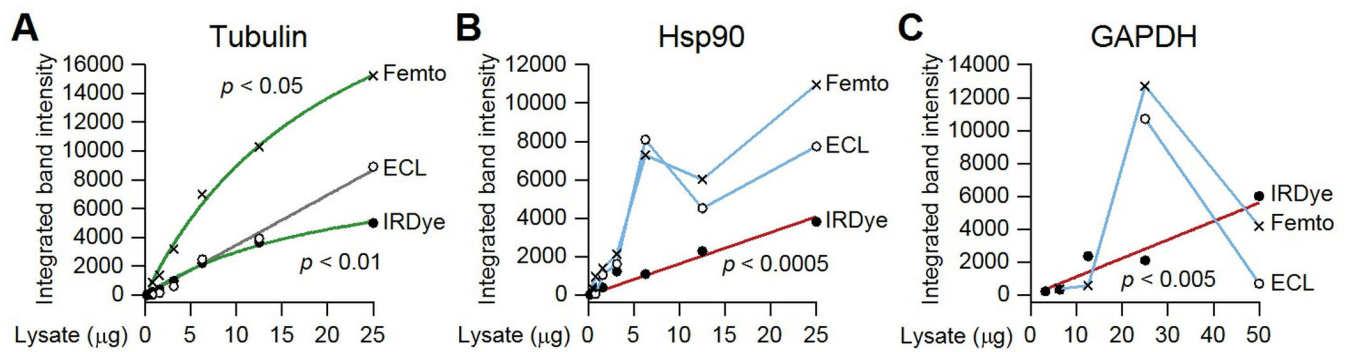 A
Tubulin
Integrated band intensity
16000
14000
12000
10000
8000
6000
4000
2000
0
p < 0.05
Femto
ECL
IRDye
p < 0.01
Lysate (μg) 0 5 10 15 20 25
B
Hsp90
Integrated band intensity
12000
10000
8000
6000
4000
2000
0
Femto
ECL
IRDye
p < 0.0005
Lysate (μg) 0 5 10 15 20 25
C
GAPDH
Integrated band intensity
14000
12000
10000
8000
6000
4000
2000
0
IRDye
Femto
ECL
p < 0.005
Lysate (μg) 0 10 20 30 40 50